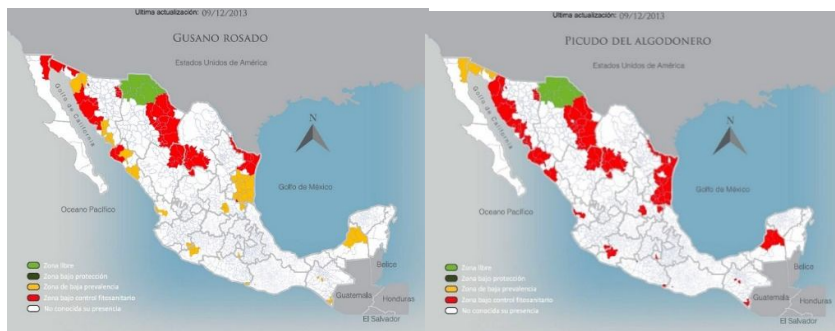 Ultima actualización: 09/12/2013
GUSANO ROSADO
Estados Unidos de América
N
Golfo de California
Golfo de México
Oceano Pacífico
Belice
Guatemala
Honduras
El Salvador
Zona libre
Zona bajo protección
Zona de baja prevalencia
Zona bajo control fitosanitario
No conocida su presencia
Ultima actualización: 09/12/2013
PICUDO DEL ALGODONERO
Estados Unidos de América
N
Golfo de California
Golfo de México
Oceano Pacífico
Belice
Guatemala
Honduras
El Salvador
Zona libre
Zona bajo protección
Zona de baja prevalencia
Zona bajo control fitosanitario
No conocida su presencia